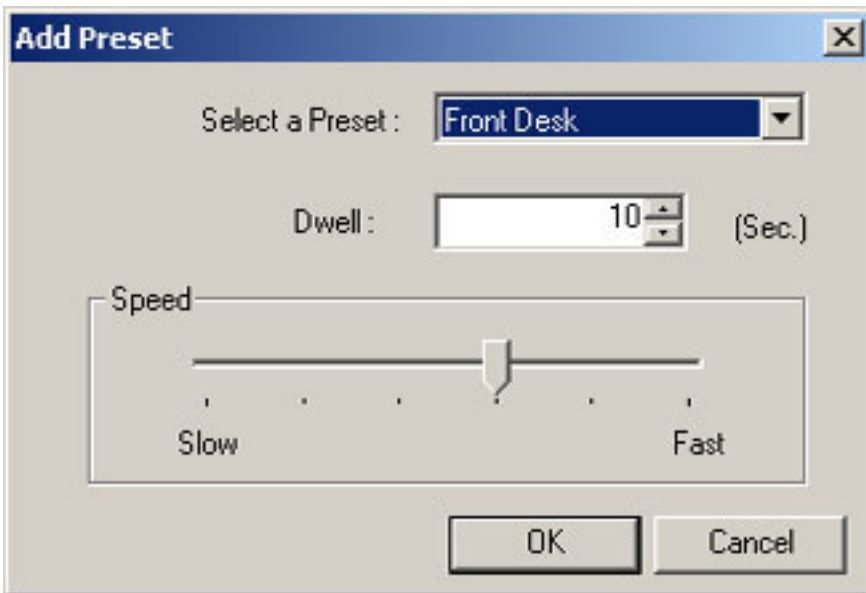 Add Preset
Select a Preset : Front Desk
Dwell : 10 (Sec.)
Speed
Slow Fast
OK Cancel